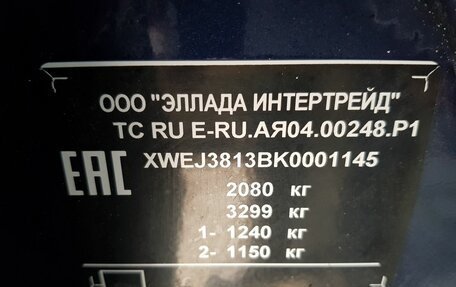 ООО "ЭЛЛАДА ИНТЕРТРЕЙД"
ТС RU E-RU.АЯ04.00248.Р1
XWEJ3813BK0001145
EAC
2080 кг
3299 кг
1- 1240 кг
2- 1150 кг